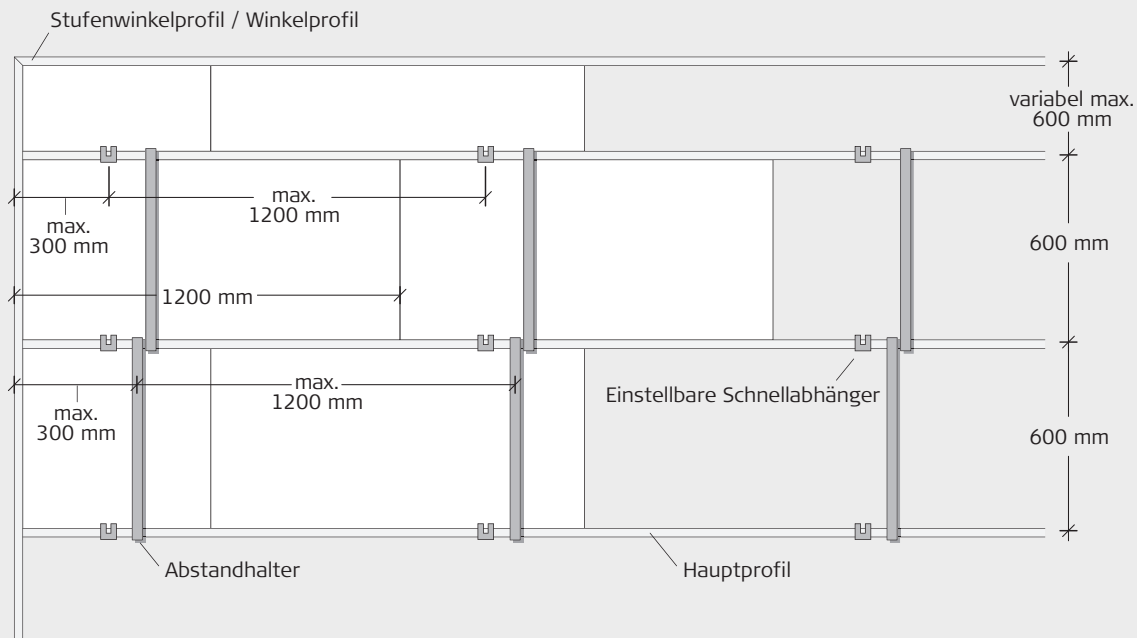 Stufenwinkelprofil / Winkelprofil
variabel max.
600 mm
max.
1200 mm
max.
300 mm
600 mm
1200 mm
max.
1200 mm
Einstellbare Schnellabhänger
max.
300 mm
600 mm
Abstandhalter
Hauptprofil